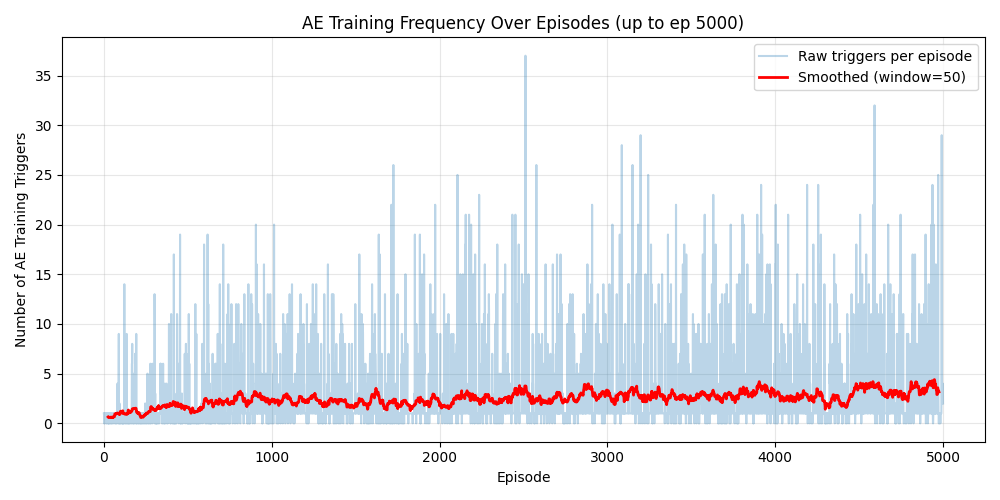 AE Training Frequency Over Episodes (up to ep 5000)
Raw triggers per episode
Smoothed (window=50)
Number of AE Training Triggers
35
30
25
20
15
10
5
0
0 1000 2000 3000 4000 5000
Episode